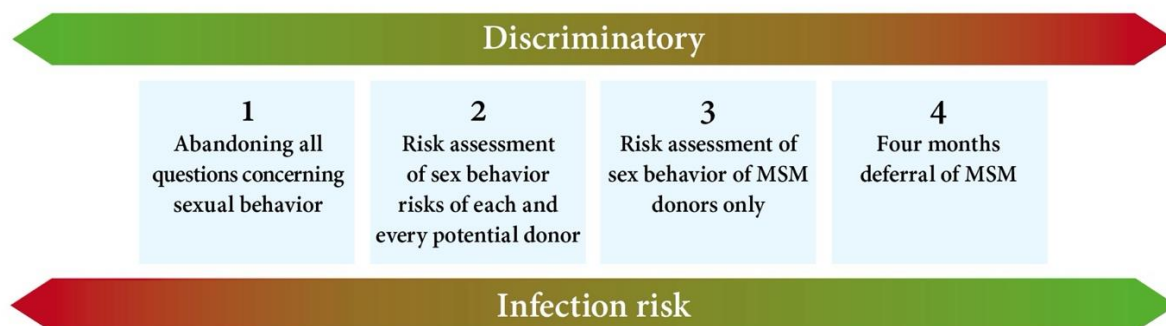 Discriminatory
1
Abandoning all
questions concerning
sexual behavior
2
Risk assessment
of sex behavior
risks of each and
every potential donor
3
Risk assessment of
sex behavior of MSM
donors only
4
Four months
deferral of MSM
Infection risk